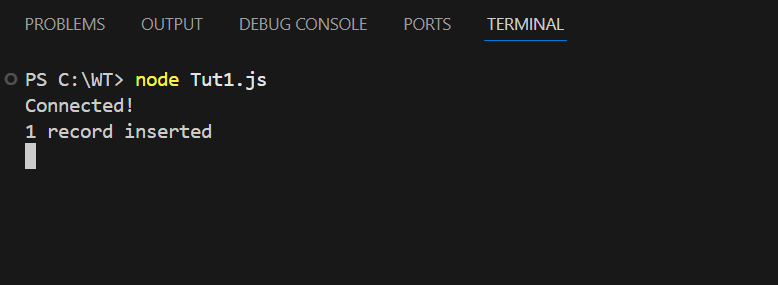 PROBLEMS OUTPUT DEBUG CONSOLE PORTS TERMINAL
PS C:\WT> node Tut1.js
Connected!
1 record inserted